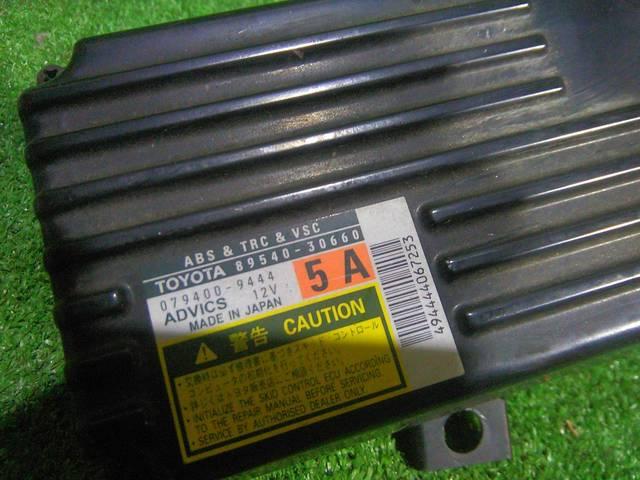 ABS & TRC & VSC
TOYOTA 89540-30660
079400-9444
5A
ADVICS 12V
MADE IN JAPAN
494444067253
警告 CAUTION
コントロール
・INITIALIZE THE SKID CONTROL ECU ACCORDING
TO THE REPAIR MANUAL BEFORE SERVICING
・SERVICE BY AUTHORISED DEALER ONLY.